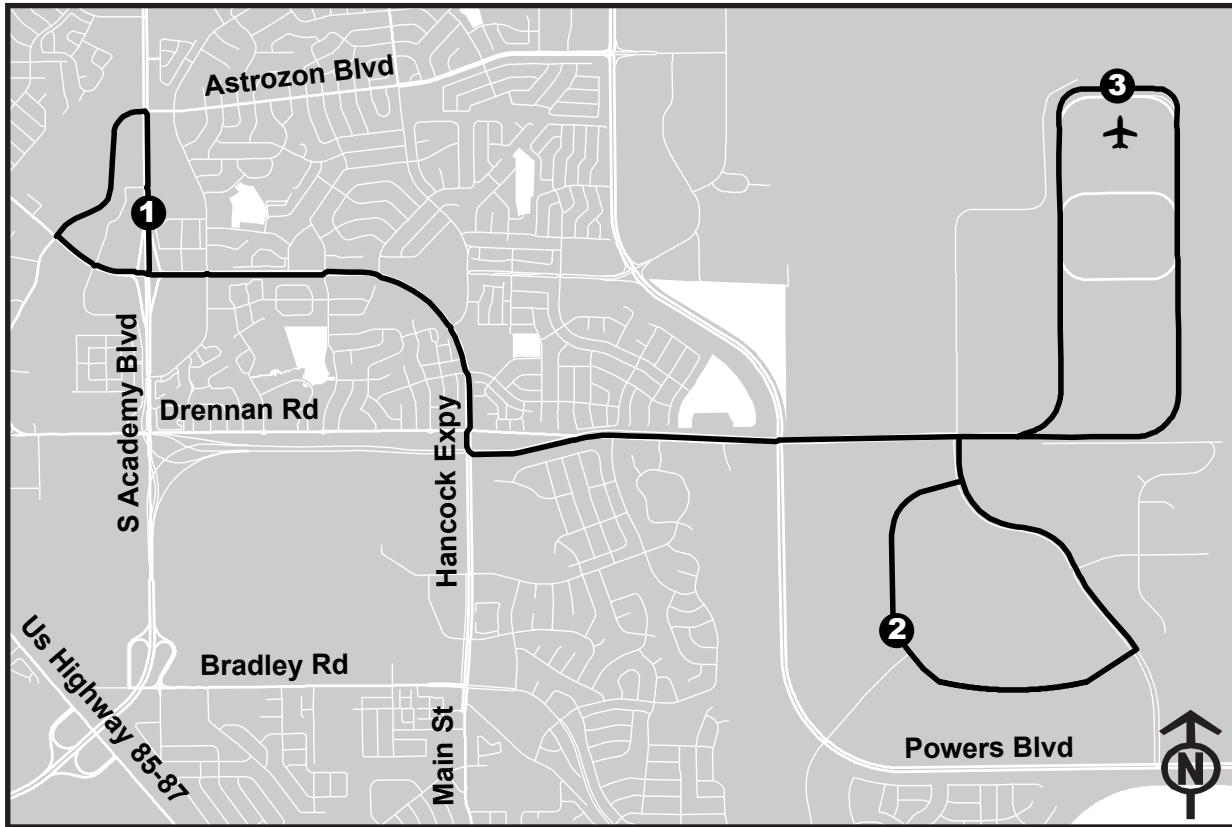 Astrozon Blvd
3
1
S Academy Blvd
Drennan Rd
Hancock Expy
2
Us Highway 85-87
Bradley Rd
Main St
Powers Blvd
N